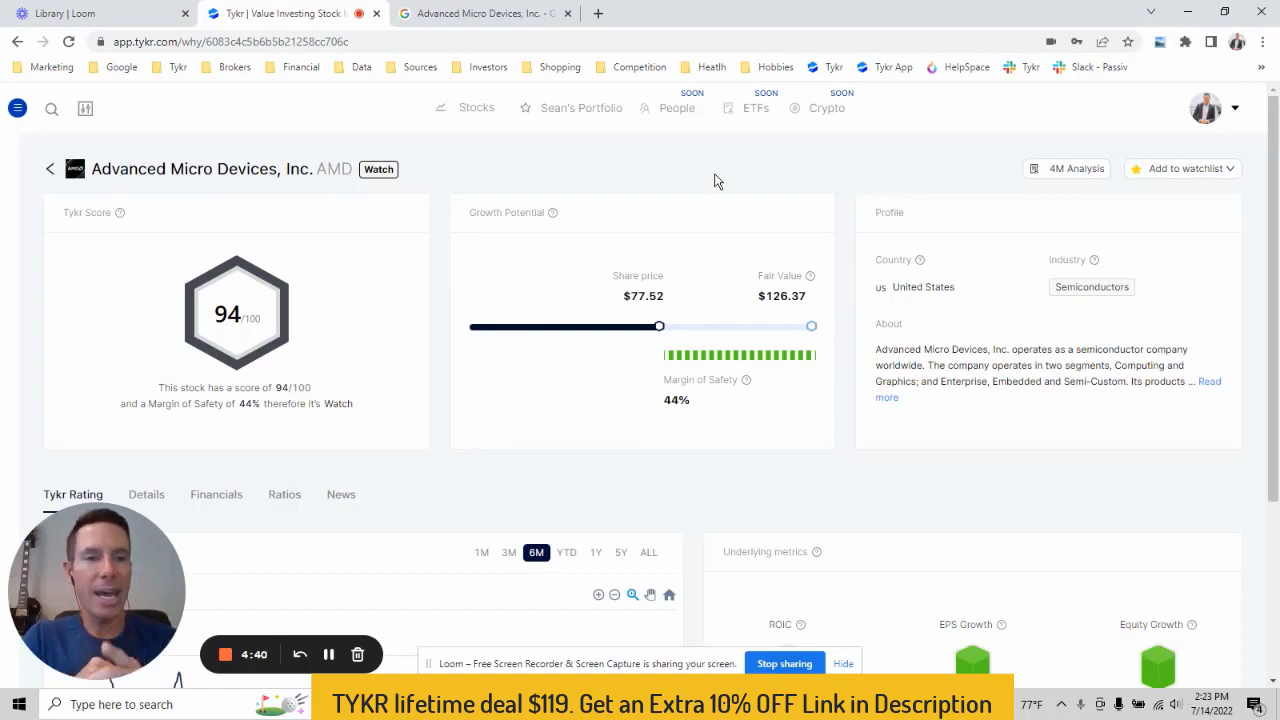 Library | Loom
Tykr | Value Investing Stock
Advanced Micro Devices, Inc. - G
app.tykr.com/why/6083c4c5b6b5b21258cc706c
Marketing Google Tykr Brokers Financial Data Sources Investors Shopping Competition Heatlh Hobbies Tykr Tykr App HelpSpace Tykr Slack - Passiv »
Stocks Sean's Portfolio SOON People SOON ETFs SOON Crypto
Advanced Micro Devices, Inc. AMD Watch
4M Analysis Add to watchlist
Tykr Score
94/100
This stock has a score of 94/100
and a Margin of Safety of 44% therefore it's Watch
Growth Potential
Share price Fair Value
$77.52 $126.37
Margin of Safety
44%
Profile
Country Industry
us United States Semiconductors
About
Advanced Micro Devices, Inc. operates as a semiconductor company
worldwide. The company operates in two segments, Computing and
Graphics; and Enterprise, Embedded and Semi-Custom. Its products ... Read
more
Tykr Rating Details Financials Ratios News
1M 3M 6M YTD 1Y 5Y ALL
Underlying metrics
ROIC EPS Growth Equity Growth
4:40
Loom – Free Screen Recorder & Screen Capture is sharing your screen. Stop sharing Hide
Type here to search
TYKR lifetime deal $119. Get an Extra 10% OFF Link in Description
77°F
2:23 PM
7/14/2022
4